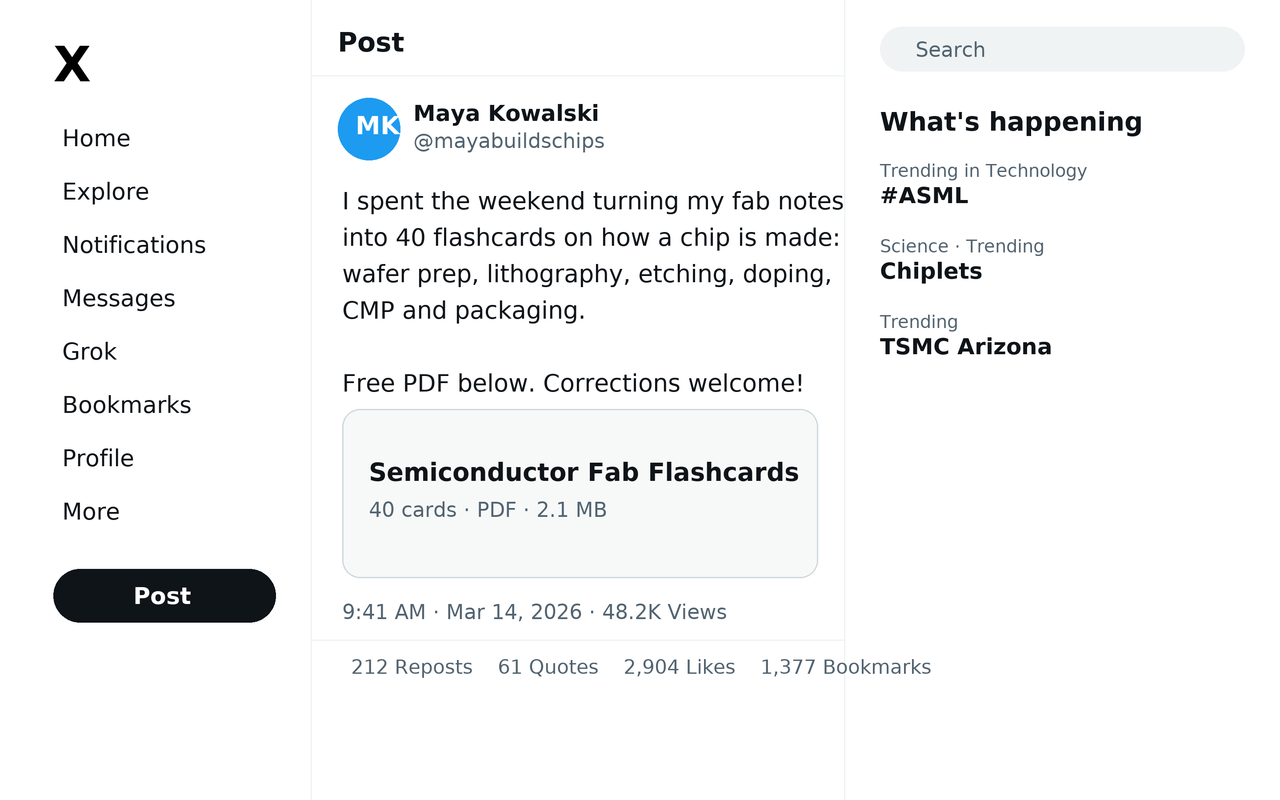 X
Home
Explore
Notifications
Messages
Grok
Bookmarks
Profile
More
Post
Post
MK
Maya Kowalski
@mayabuildschips
I spent the weekend turning my fab notes
into 40 flashcards on how a chip is made:
wafer prep, lithography, etching, doping,
CMP and packaging.
Free PDF below. Corrections welcome!
Semiconductor Fab Flashcards
40 cards · PDF · 2.1 MB
9:41 AM · Mar 14, 2026 · 48.2K Views
212 Reposts 61 Quotes 2,904 Likes 1,377 Bookmarks
Search
What's happening
Trending in Technology
#ASML
Science · Trending
Chiplets
Trending
TSMC Arizona